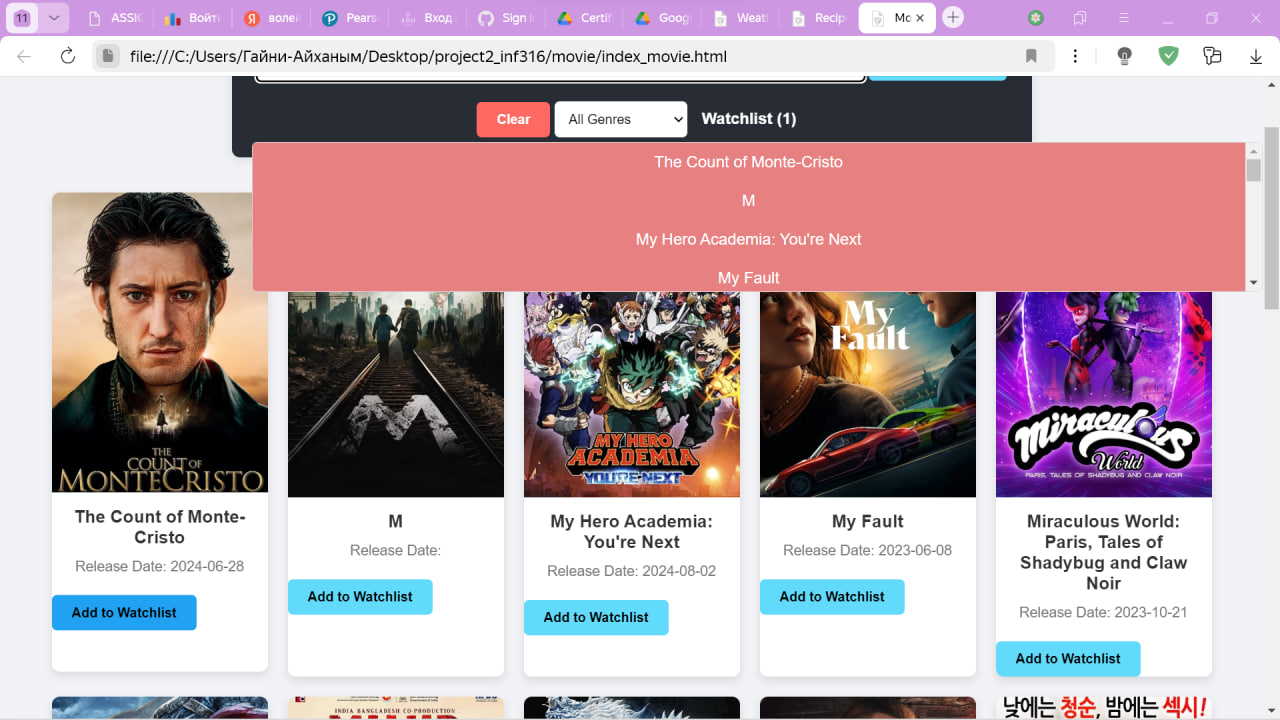 11
ASSIG
Войти
волей
Pears
Вход
Sign i
Certif
Goog
Weath
Recip
Mo
file:///C:/Users/Гайни-Айханым/Desktop/project2_inf316/movie/index_movie.html
Clear
All Genres
Watchlist (1)
The Count of Monte-Cristo
M
My Hero Academia: You're Next
My Fault
THE
COUNT OF
MONTECRISTO
M
MY HERO
ACADEMIA
YOU'RE NEXT
My
Fault
Miraculous
World
PARIS, TALES OF SHADYBUG AND CLAW NOIR
The Count of Monte-
Cristo
Release Date: 2024-06-28
Add to Watchlist
M
Release Date:
Add to Watchlist
My Hero Academia:
You're Next
Release Date: 2024-08-02
Add to Watchlist
My Fault
Release Date: 2023-06-08
Add to Watchlist
Miraculous World:
Paris, Tales of
Shadybug and Claw
Noir
Release Date: 2023-10-21
Add to Watchlist
INDIA BANGLADESH CO-PRODUCTION
낮에는 청순, 밤에는 섹시!